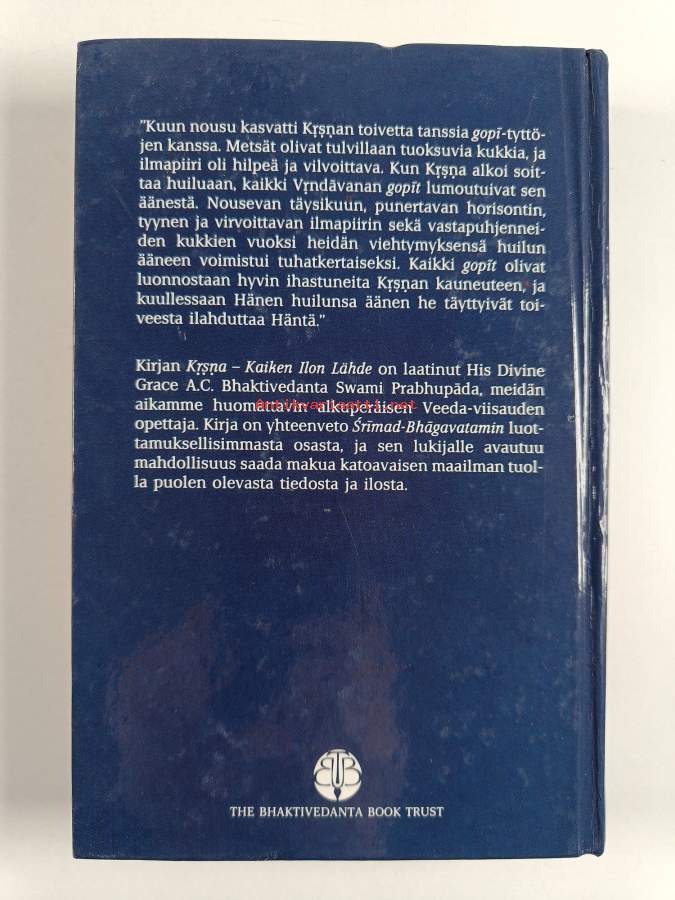 "Kuun nousu kasvatti Kṛṣṇan toivetta tanssia gopī-tyttö-
jen kanssa. Metsät olivat tulvillaan tuoksuvia kukkia, ja
ilmapiiri oli hilpeä ja vilvoittava. Kun Kṛṣṇa alkoi soit-
taa huiluaan, kaikki Vṛndāvanan gopīt lumoutuivat sen
äänestä. Nousevan täysikuun, punertavan horisontin,
tyynen ja virvoittavan ilmapiirin sekä vastapuhjennei-
den kukkien vuoksi heidän viehtymyksensä huilun
ääneen voimistui tuhatkertaiseksi. Kaikki gopīt olivat
luonnostaan hyvin ihastuneita Kṛṣṇan kauneuteen, ja
kuullessaan Hänen huilunsa äänen he täyttyivät toi-
veesta ilahduttaa Häntä."
Kirjan Kṛṣṇa – Kaiken Ilon Lähde on laatinut His Divine
Grace A.C. Bhaktivedanta Swami Prabhupāda, meidän
aikamme huomattavin alkuperäisen Veeda-viisauden
Antikvariaatti.net
opettaja. Kirja on yhteenveto Śrīmad-Bhāgavatamin luot-
tamuksellisimmasta osasta, ja sen lukijalle avautuu
mahdollisuus saada makua katoavaisen maailman tuol-
la puolen olevasta tiedosta ja ilosta.
BTB
THE BHAKTIVEDANTA BOOK TRUST